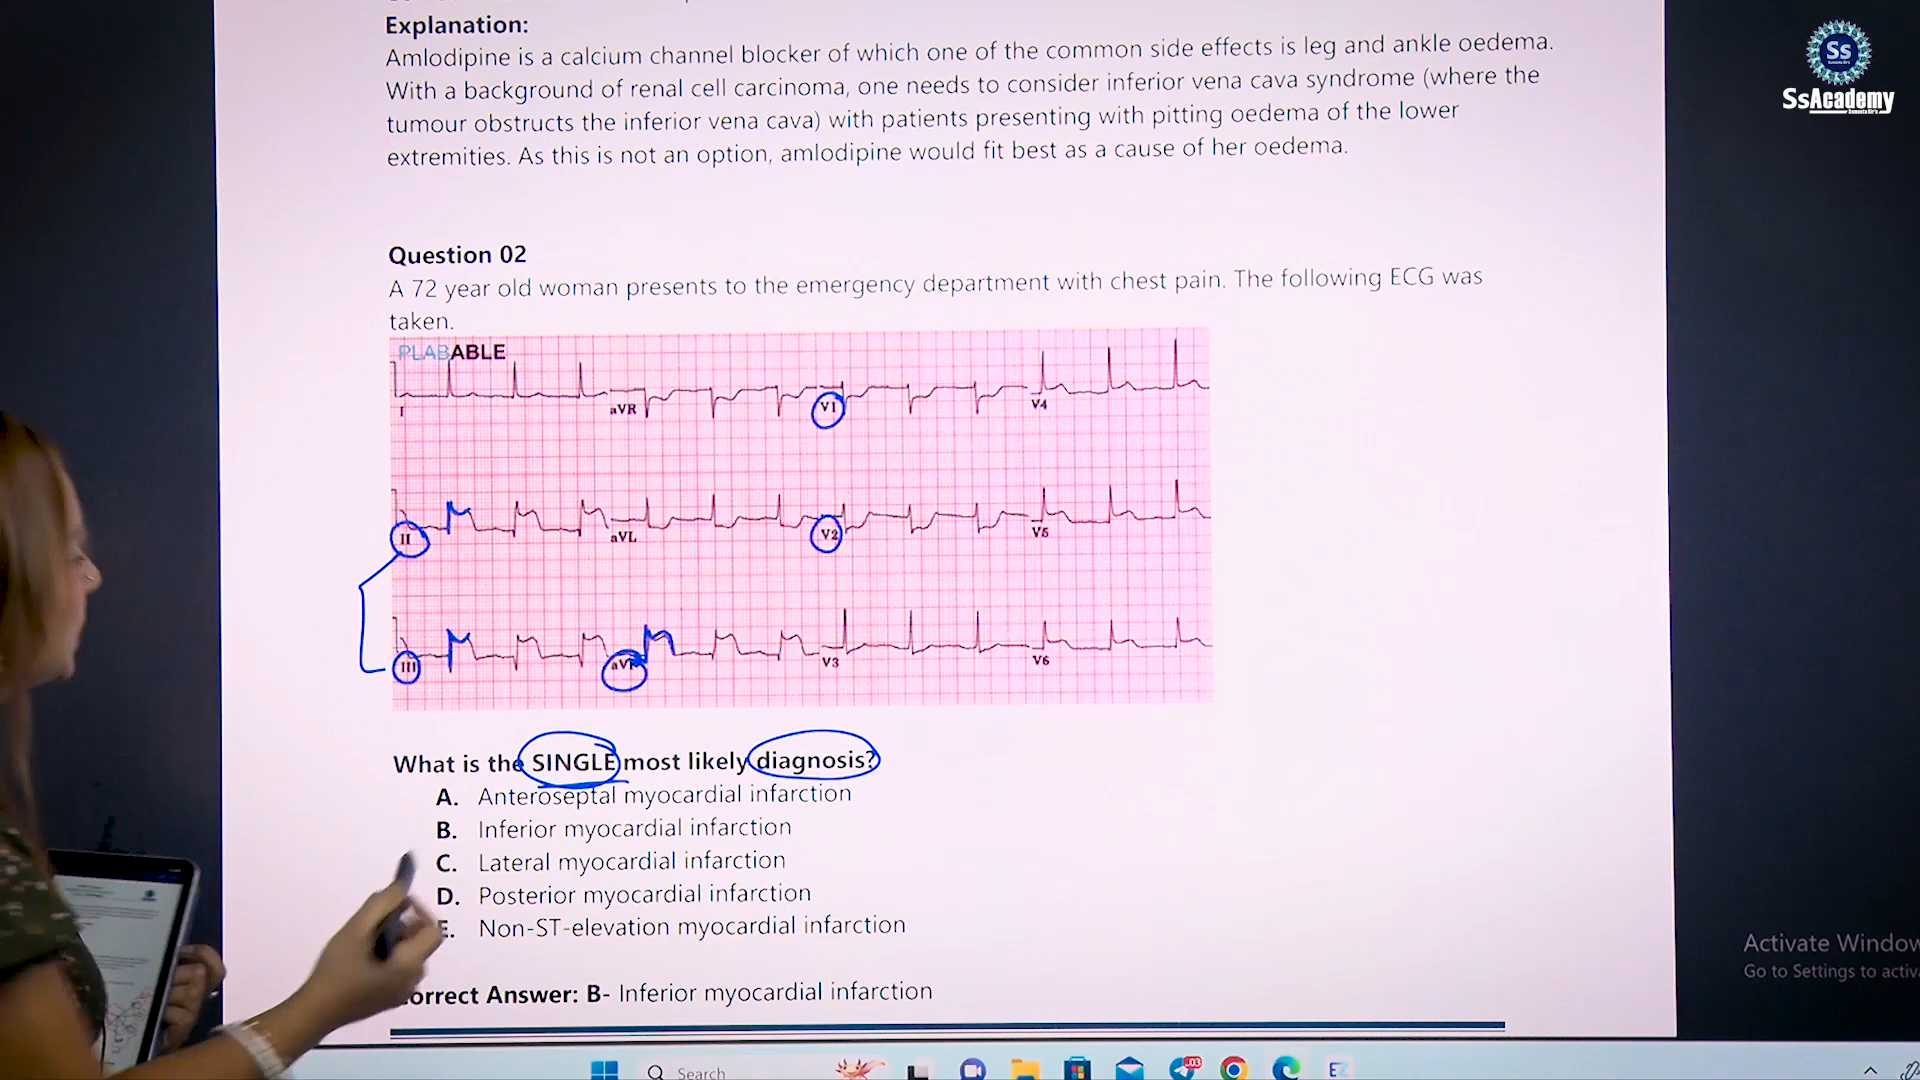 Explanation:
Amlodipine is a calcium channel blocker of which one of the common side effects is leg and ankle oedema.
With a background of renal cell carcinoma, one needs to consider inferior vena cava syndrome (where the
tumour obstructs the inferior vena cava) with patients presenting with pitting oedema of the lower
extremities. As this is not an option, amlodipine would fit best as a cause of her oedema.
Ss
SsAcademy
Question 02
A 72 year old woman presents to the emergency department with chest pain. The following ECG was
taken.
PLABABLE
I aVR V1 V4
II aVL V2 V5
III V3 V6
What is the SINGLE most likely diagnosis?
A. Anteroseptal myocardial infarction
B. Inferior myocardial infarction
C. Lateral myocardial infarction
D. Posterior myocardial infarction
E. Non-ST-elevation myocardial infarction
orrect Answer: B- Inferior myocardial infarction
Activate Window
Go to Settings to activ
Search